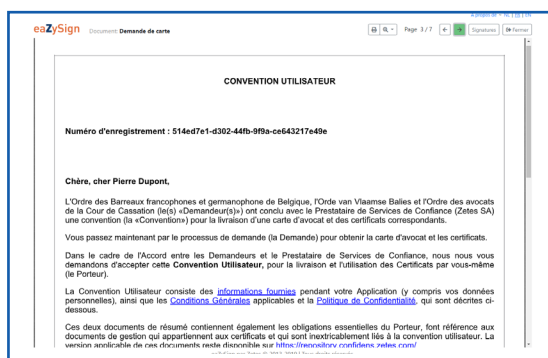 A propos de NL | EN
eaZySign Document: Demande de carte Page 3 / 7 Signatures Fermer
CONVENTION UTILISATEUR
Numéro d'enregistrement : 514ed7e1-d302-44fb-9f9a-ce643217e49e
Chère, cher Pierre Dupont,
L'Ordre des Barreaux francophones et germanophone de Belgique, l'Orde van Vlaamse Balies et l'Ordre des avocats
de la Cour de Cassation (le(s) «Demandeur(s)») ont conclu avec le Prestataire de Services de Confiance (Zetes SA)
une convention (la «Convention») pour la livraison d'une carte d'avocat et des certificats correspondants.
Vous passez maintenant par le processus de demande (la Demande) pour obtenir la carte d'avocat et les certificats.
Dans le cadre de l'Accord entre les Demandeurs et le Prestataire de Services de Confiance, nous nous vous
demandons d'accepter cette Convention Utilisateur, pour la livraison et l'utilisation des Certificats par vous-même
(le Porteur).
La Convention Utilisateur consiste des informations fournies pendant votre Application (y compris vos données
personnelles), ainsi que les Conditions Générales applicables et la Politique de Confidentialité, qui sont décrites ci-
dessous.
Ces deux documents de résumé contiennent également les obligations essentielles du Porteur, font référence aux
documents de gestion qui appartiennent aux certificats et qui sont inextricablement liés à la convention utilisateur. La
version applicable de ces documents reste disponible sur https://repository.confidens.zetes.com/